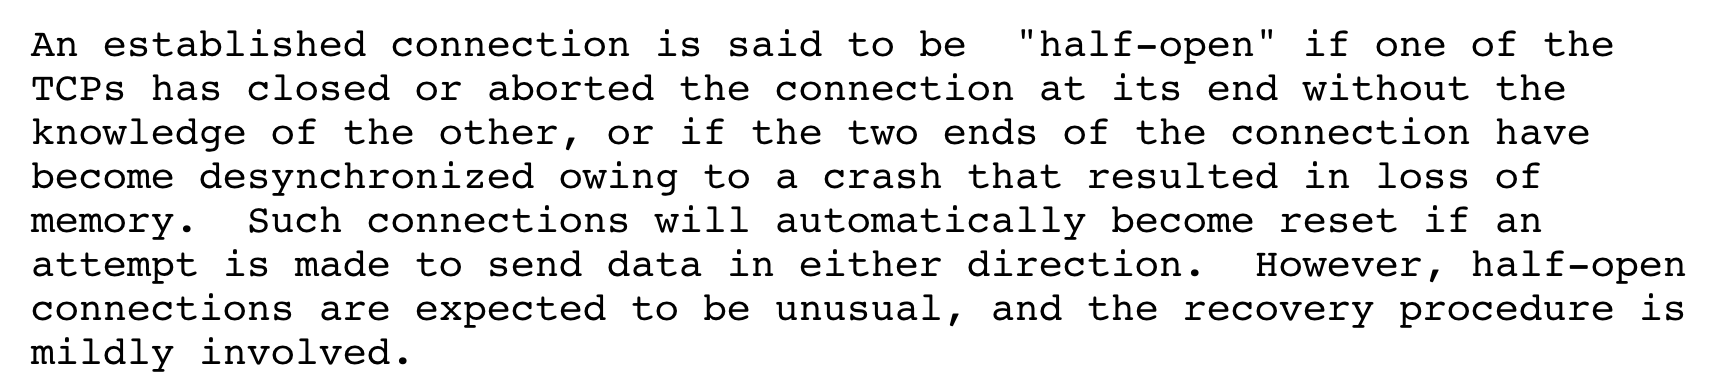 An established connection is said to be  "half-open" if one of the
TCPs has closed or aborted the connection at its end without the
knowledge of the other, or if the two ends of the connection have
become desynchronized owing to a crash that resulted in loss of
memory.  Such connections will automatically become reset if an
attempt is made to send data in either direction.  However, half-open
connections are expected to be unusual, and the recovery procedure is
mildly involved.